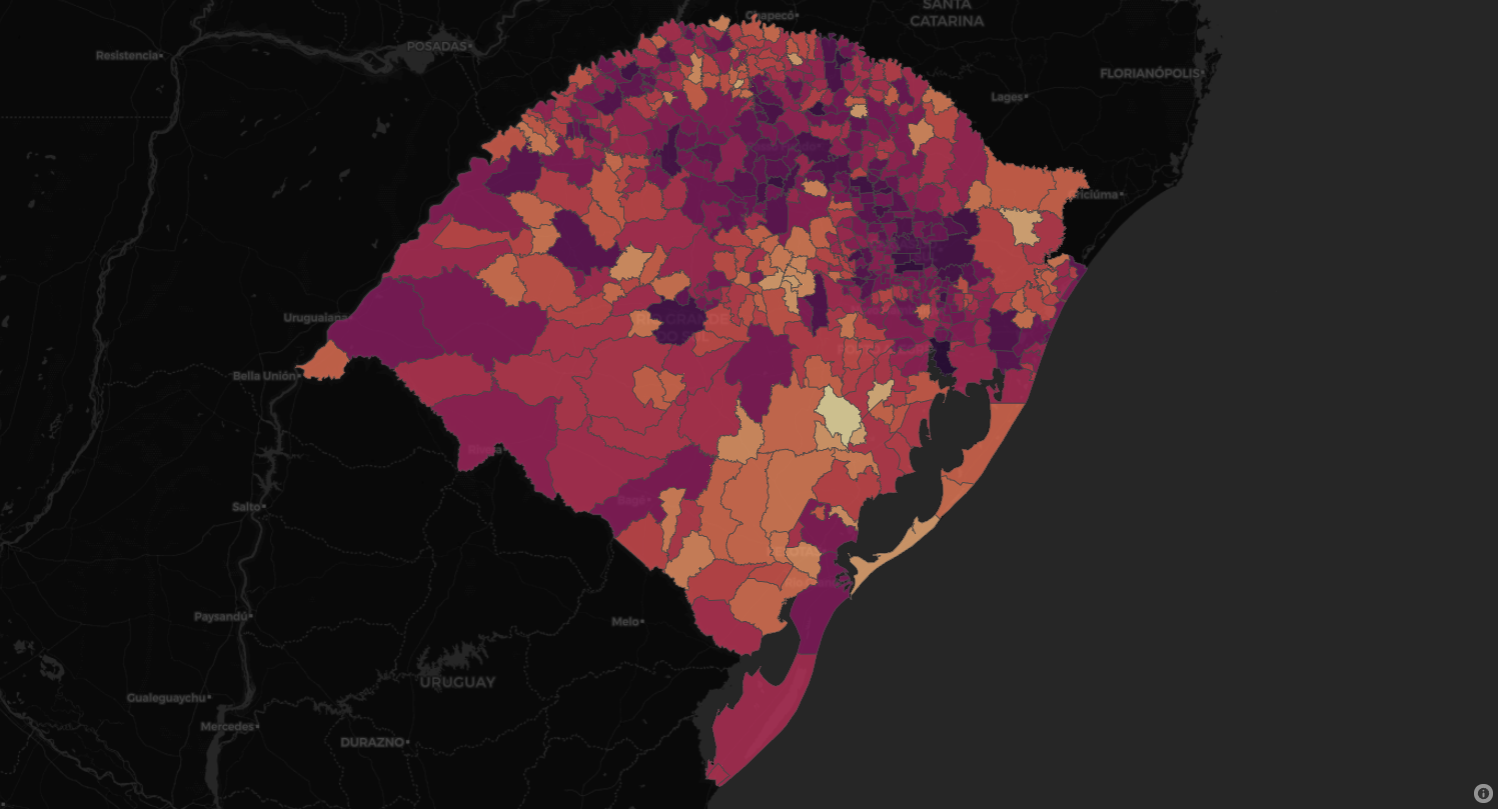 SANTA
CATARINA
Chapecó
POSADAS
Resistencia
FLORIANÓPOLIS
Lages
Criciúma
Uruguaiana
Bella Unión
Salto
Paysandú
Melo
URUGUAY
Gualeguaychu
Mercedes
DURAZNO